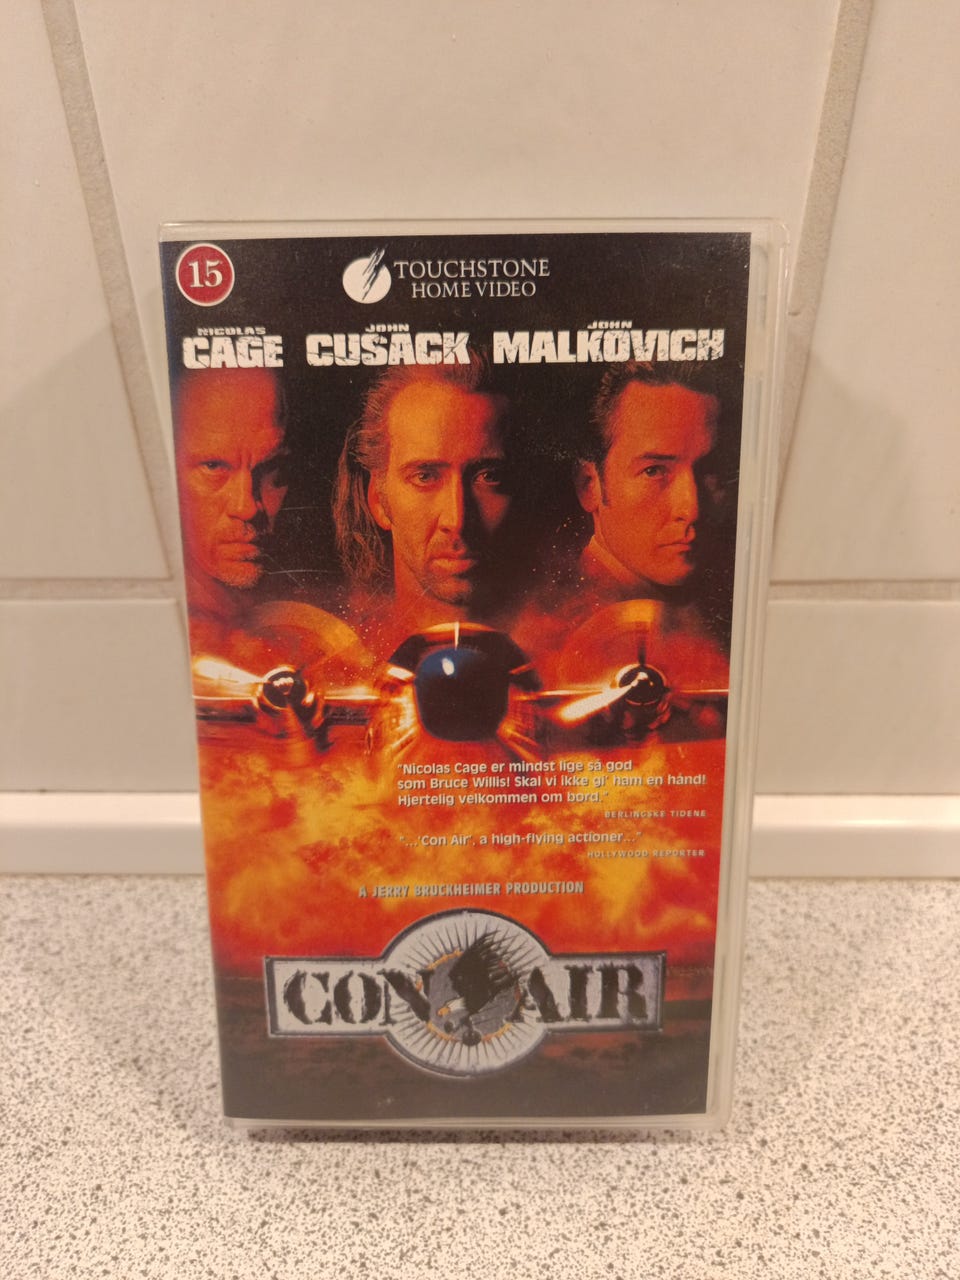 15
TOUCHSTONE
HOME VIDEO
NICOLAS
CAGE
JOHN
CUSACK
JOHN
MALKOVICH
"Nicolas Cage er mindst lige så god
som Bruce Willis! Skal vi ikke gi' ham en hånd!
Hjertelig velkommen om bord."
BERLINGSKE TIDENE
"...'Con Air', a high-flying actioner..."
HOLLYWOOD REPORTER
A JERRY BRUCKHEIMER PRODUCTION
CON AIR